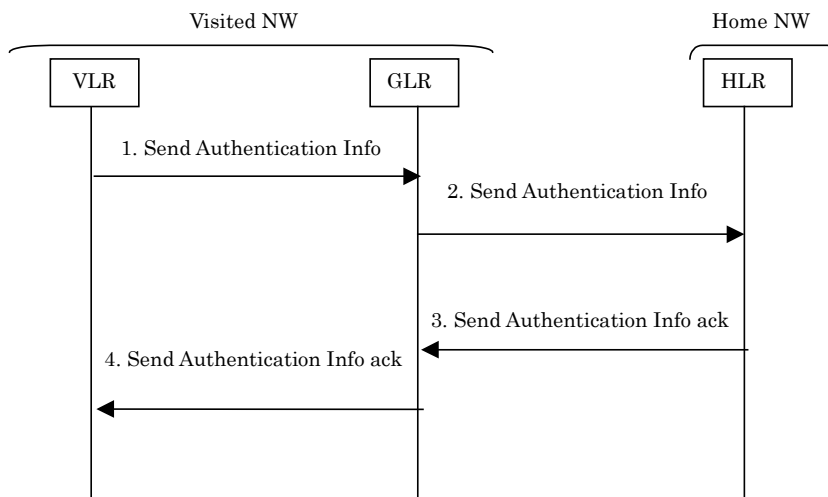 Visited NW
Home NW
VLR
GLR
HLR
1. Send Authentication Info
2. Send Authentication Info
3. Send Authentication Info ack
4. Send Authentication Info ack